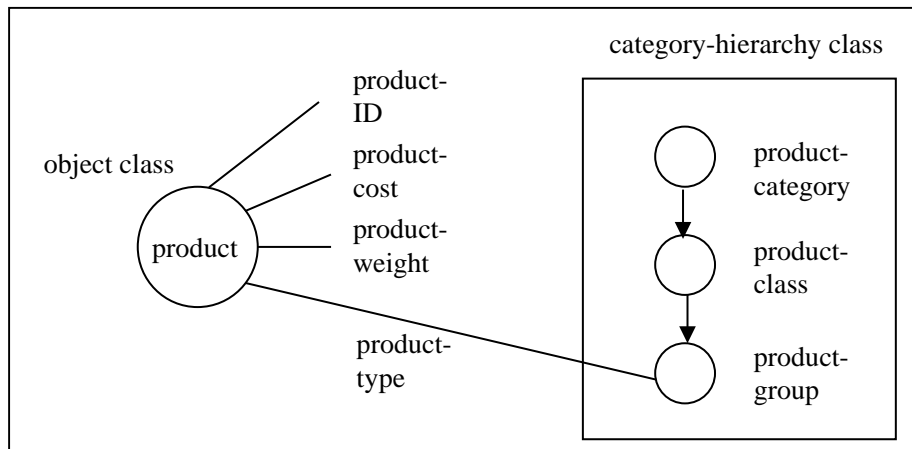 category-hierarchy class
product-
ID
object class
product-
cost
product
product-
weight
product-
type
product-
category
product-
class
product-
group